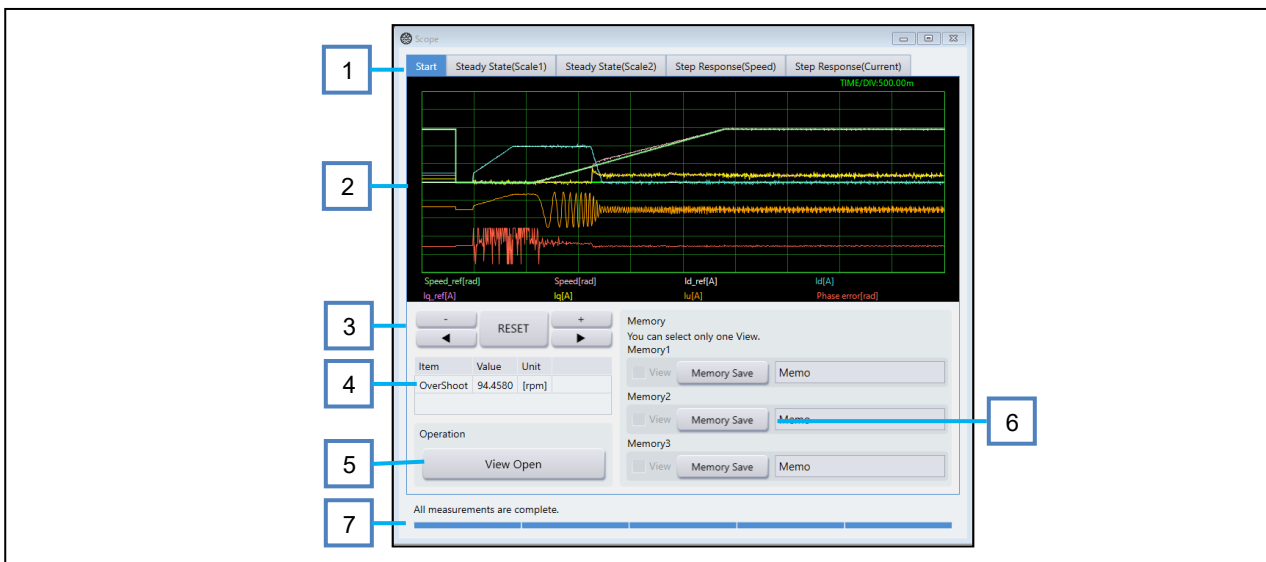 Scope
1
Start Steady State(Scale1) Steady State(Scale2) Step Response(Speed) Step Response(Current)
TIME/DIV:500.00m
2
Speed_ref[rad] Speed[rad] Id_ref[A] Id[A]
Iq_ref[A] Iq[A] Iu[A] Phase error[rad]
3
- RESET +
◀ ▶
Memory
You can select only one View.
Memory1
View Memory Save Memo
4
Item Value Unit
OverShoot 94.4580 [rpm]
Memory2
View Memory Save Memo
6
Operation
Memory3
5
View Open
View Memory Save Memo
All measurements are complete.
7